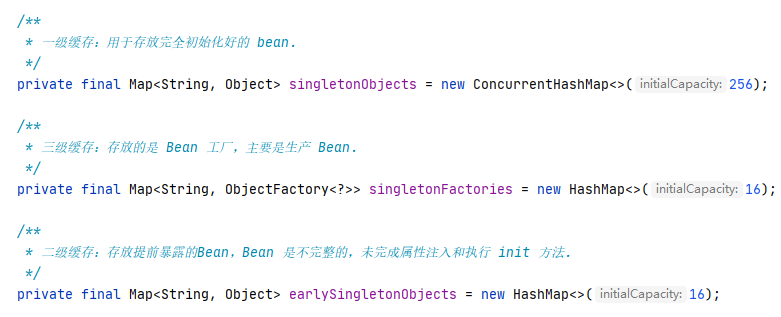 /**
 * 一级缓存：用于存放完全初始化好的 bean.
 */
private final Map<String, Object> singletonObjects = new ConcurrentHashMap<>( initialCapacity: 256);
/**
 * 三级缓存：存放的是 Bean 工厂，主要是生产 Bean.
 */
private final Map<String, ObjectFactory<?>> singletonFactories = new HashMap<>( initialCapacity: 16);
/**
 * 二级缓存：存放提前暴露的Bean，Bean 是不完整的，未完成属性注入和执行 init 方法.
 */
private final Map<String, Object> earlySingletonObjects = new HashMap<>( initialCapacity: 16);